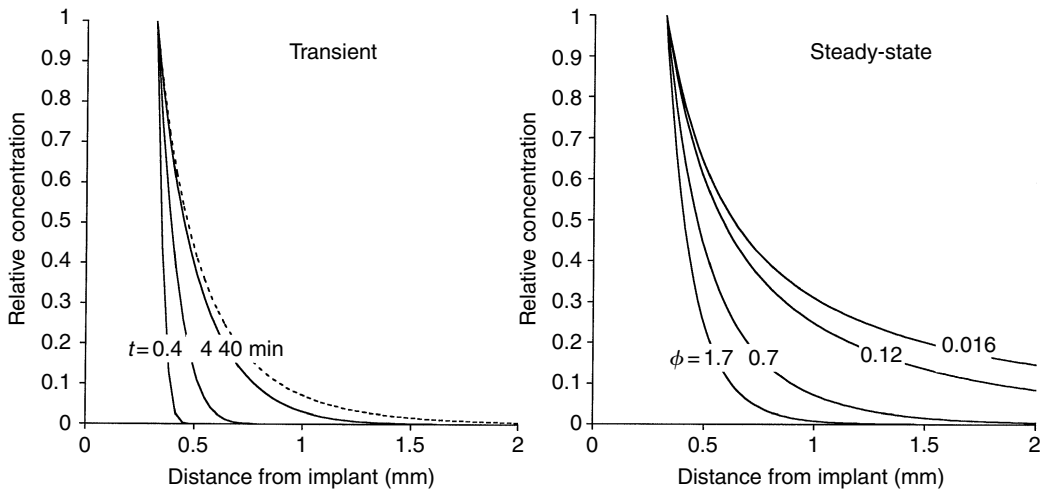 Transient
Relative concentration
1
0.9
0.8
0.7
0.6
0.5
0.4
0.3
0.2
0.1
0
t = 0.4 4 40 min
0 0.5 1 1.5 2
Distance from implant (mm)
Steady-state
Relative concentration
1
0.9
0.8
0.7
0.6
0.5
0.4
0.3
0.2
0.1
0
ϕ = 1.7 0.7 0.12 0.016
0 0.5 1 1.5 2
Distance from implant (mm)